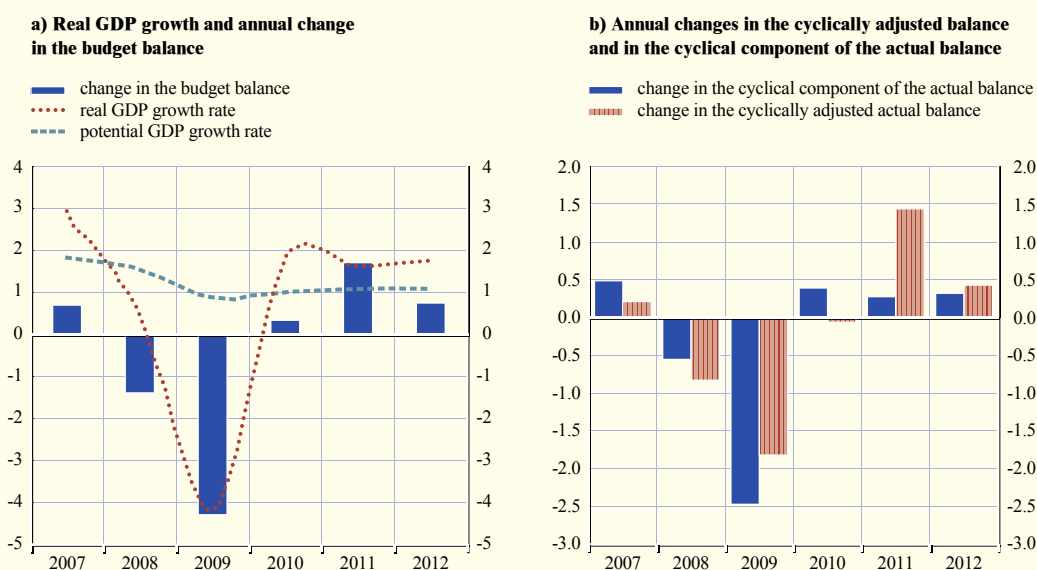 a) Real GDP growth and annual change
in the budget balance
change in the budget balance
real GDP growth rate
potential GDP growth rate
4 4
3 3
2 2
1 1
0 0
-1 -1
-2 -2
-3 -3
-4 -4
-5 -5
2007 2008 2009 2010 2011 2012
b) Annual changes in the cyclically adjusted balance
and in the cyclical component of the actual balance
change in the cyclical component of the actual balance
change in the cyclically adjusted actual balance
2.0 2.0
1.5 1.5
1.0 1.0
0.5 0.5
0.0 0.0
-0.5 -0.5
-1.0 -1.0
-1.5 -1.5
-2.0 -2.0
-2.5 -2.5
-3.0 -3.0
2007 2008 2009 2010 2011 2012